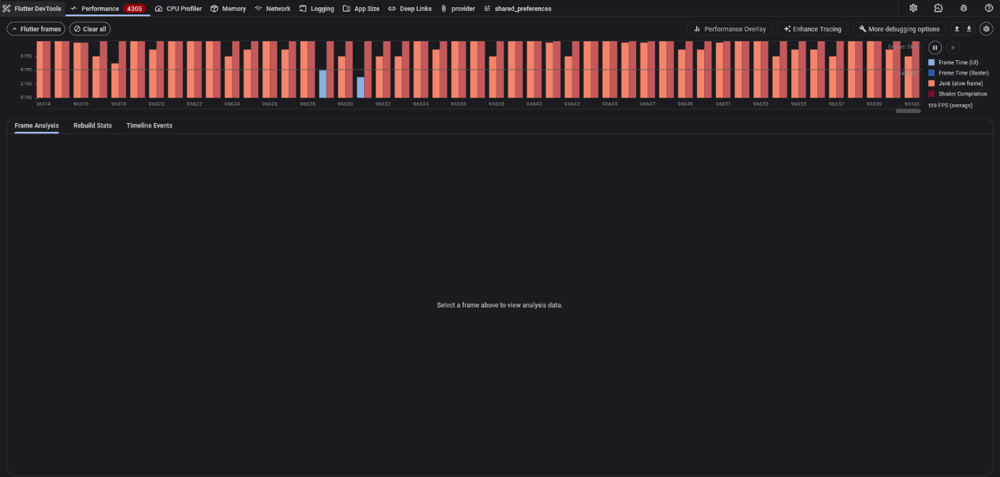 Flutter DevTools Performance 4305 CPU Profiler Memory Network Logging App Size Deep Links provider shared_preferences
Flutter frames Clear all Performance Overlay Enhance Tracing More debugging options
6 ms
4 ms
2 ms
0 ms
96614 96616 96618 96620 96622 96624 96626 96628 96630 96632 96634 96636 96638 96640 96642 96645 96647 96649 96651 96653 96655 96657 96659 96661
Frame Time (UI)
Frame Time (Raster)
Jank (slow frame)
Shader Compilation
139 FPS (average)
Frame Analysis Rebuild Stats Timeline Events
Select a frame above to view analysis data.